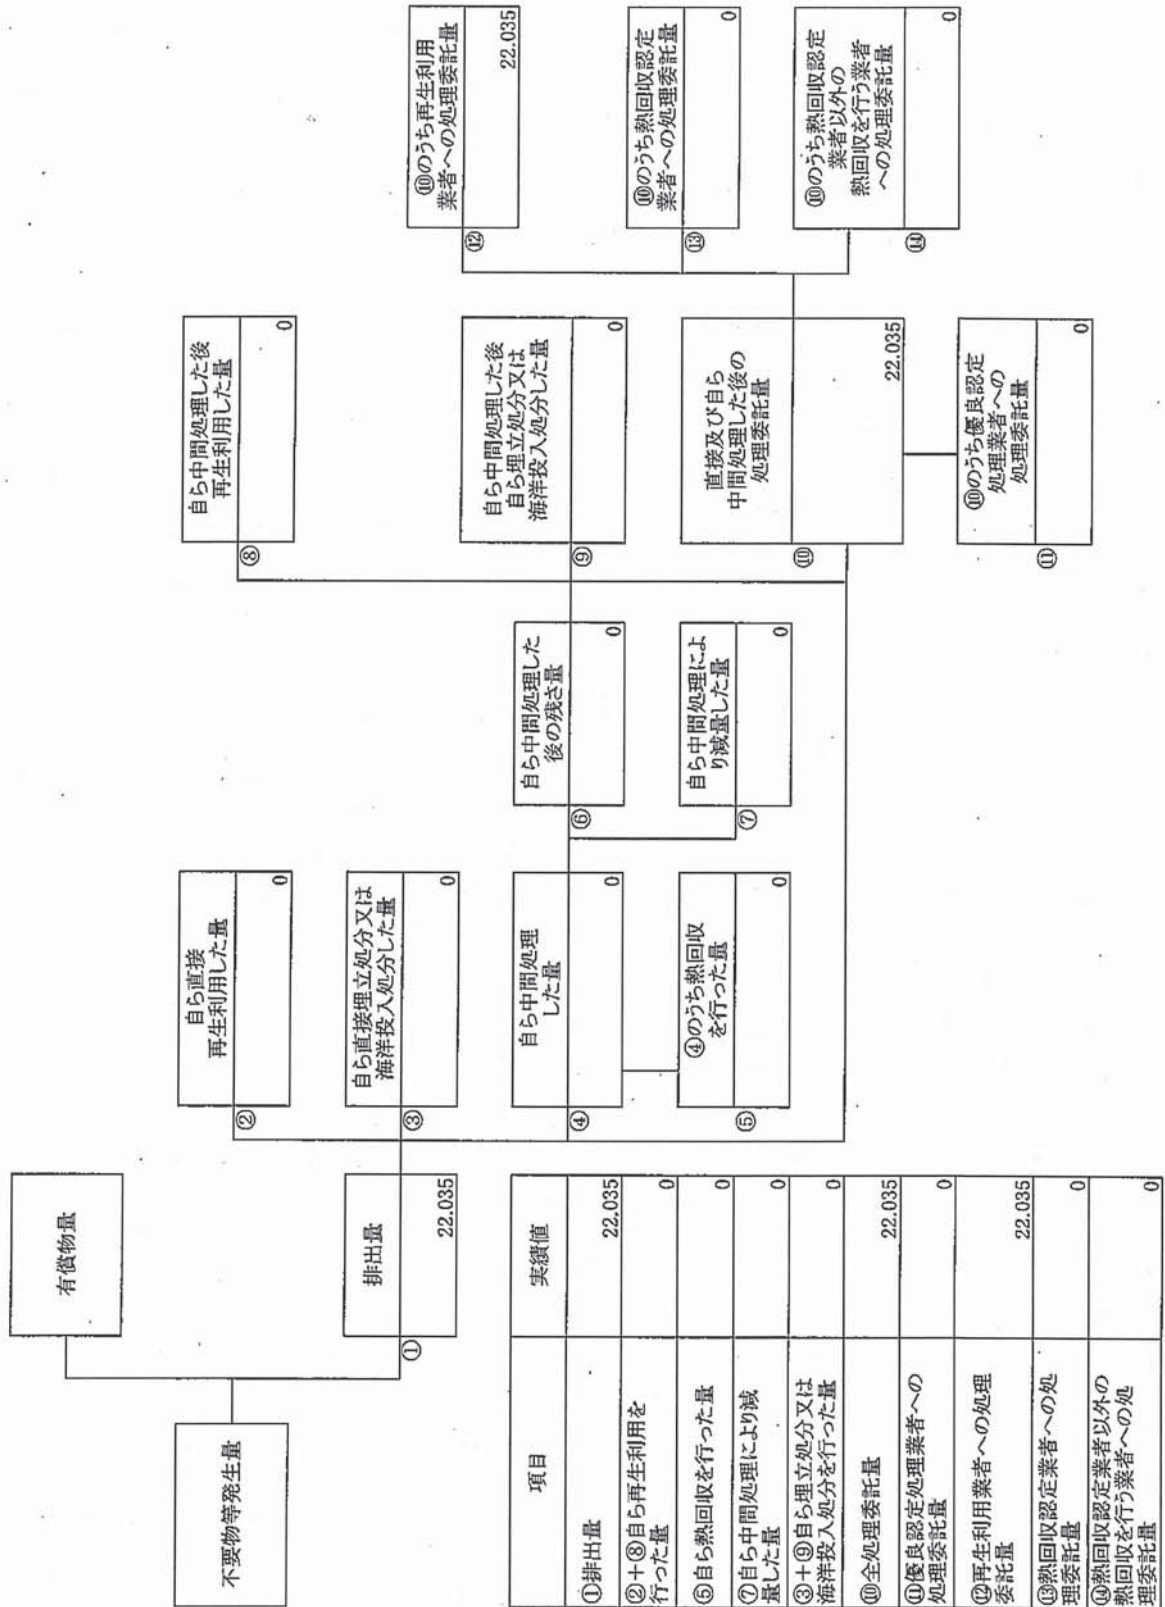 不要物等発生量
有償物量
排出量
①
22.035
自ら直接
再生利用した量
②
0
自ら直接埋立処分又は
海洋投入処分した量
③
0
自ら中間処理
した量
④
0
④のうち熱回収
を行った量
⑤
0
自ら中間処理した
後の残さ量
⑥
0
自ら中間処理によ
り減量した量
⑦
0
自ら中間処理した後
再生利用した量
⑧
0
自ら中間処理した後
自ら埋立処分又は
海洋投入処分した量
⑨
0
直接及び自ら
中間処理した後の
処理委託量
⑩
22.035
⑩のうち優良認定
処理業者への
処理委託量
⑪
0
⑩のうち再生利用
業者への処理委託量
⑫
22.035
⑩のうち熱回収認定
業者への処理委託量
⑬
0
⑩のうち熱回収認定
業者以外の
熱回収を行う業者
への処理委託量
⑭
0
項目 実績値
①排出量 22.035
②+⑧自ら再生利用を
行った量 0
⑤自ら熱回収を行った量 0
⑦自ら中間処理により減
量した量 0
③+⑨自ら埋立処分又は
海洋投入処分を行った量 0
⑩全処理委託量 22.035
⑪優良認定処理業者への
処理委託量 0
⑫再生利用業者への処理
委託量 22.035
⑬熱回収認定業者への処
理委託量 0
⑭熱回収認定業者以外の
熱回収を行う業者への処
理委託量 0